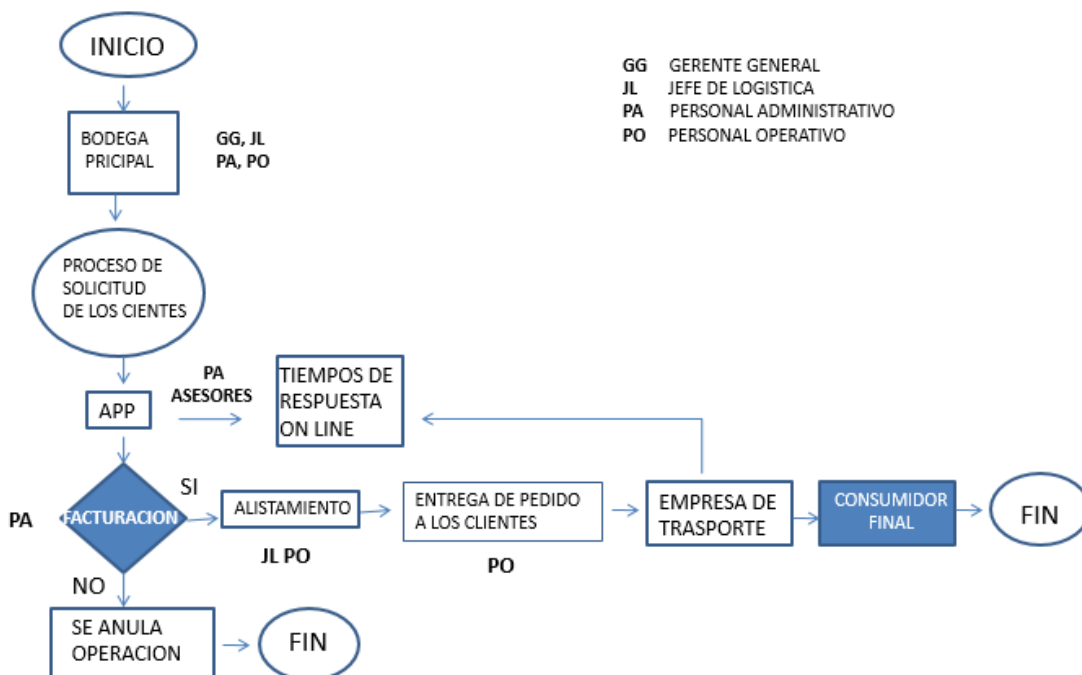 INICIO
GG GERENTE GENERAL
JL JEFE DE LOGISTICA
PA PERSONAL ADMINISTRATIVO
PO PERSONAL OPERATIVO
BODEGA
PRICIPAL
GG, JL
PA, PO
PROCESO DE
SOLICITUD
DE LOS CIENTES
APP
PA
ASESORES
TIEMPOS DE
RESPUESTA
ON LINE
PA
FACTURACION
SI
ALISTAMIENTO
JL PO
ENTREGA DE PEDIDO
A LOS CLIENTES
PO
EMPRESA DE
TRASPORTE
CONSUMIDOR
FINAL
FIN
NO
SE ANULA
OPERACION
FIN